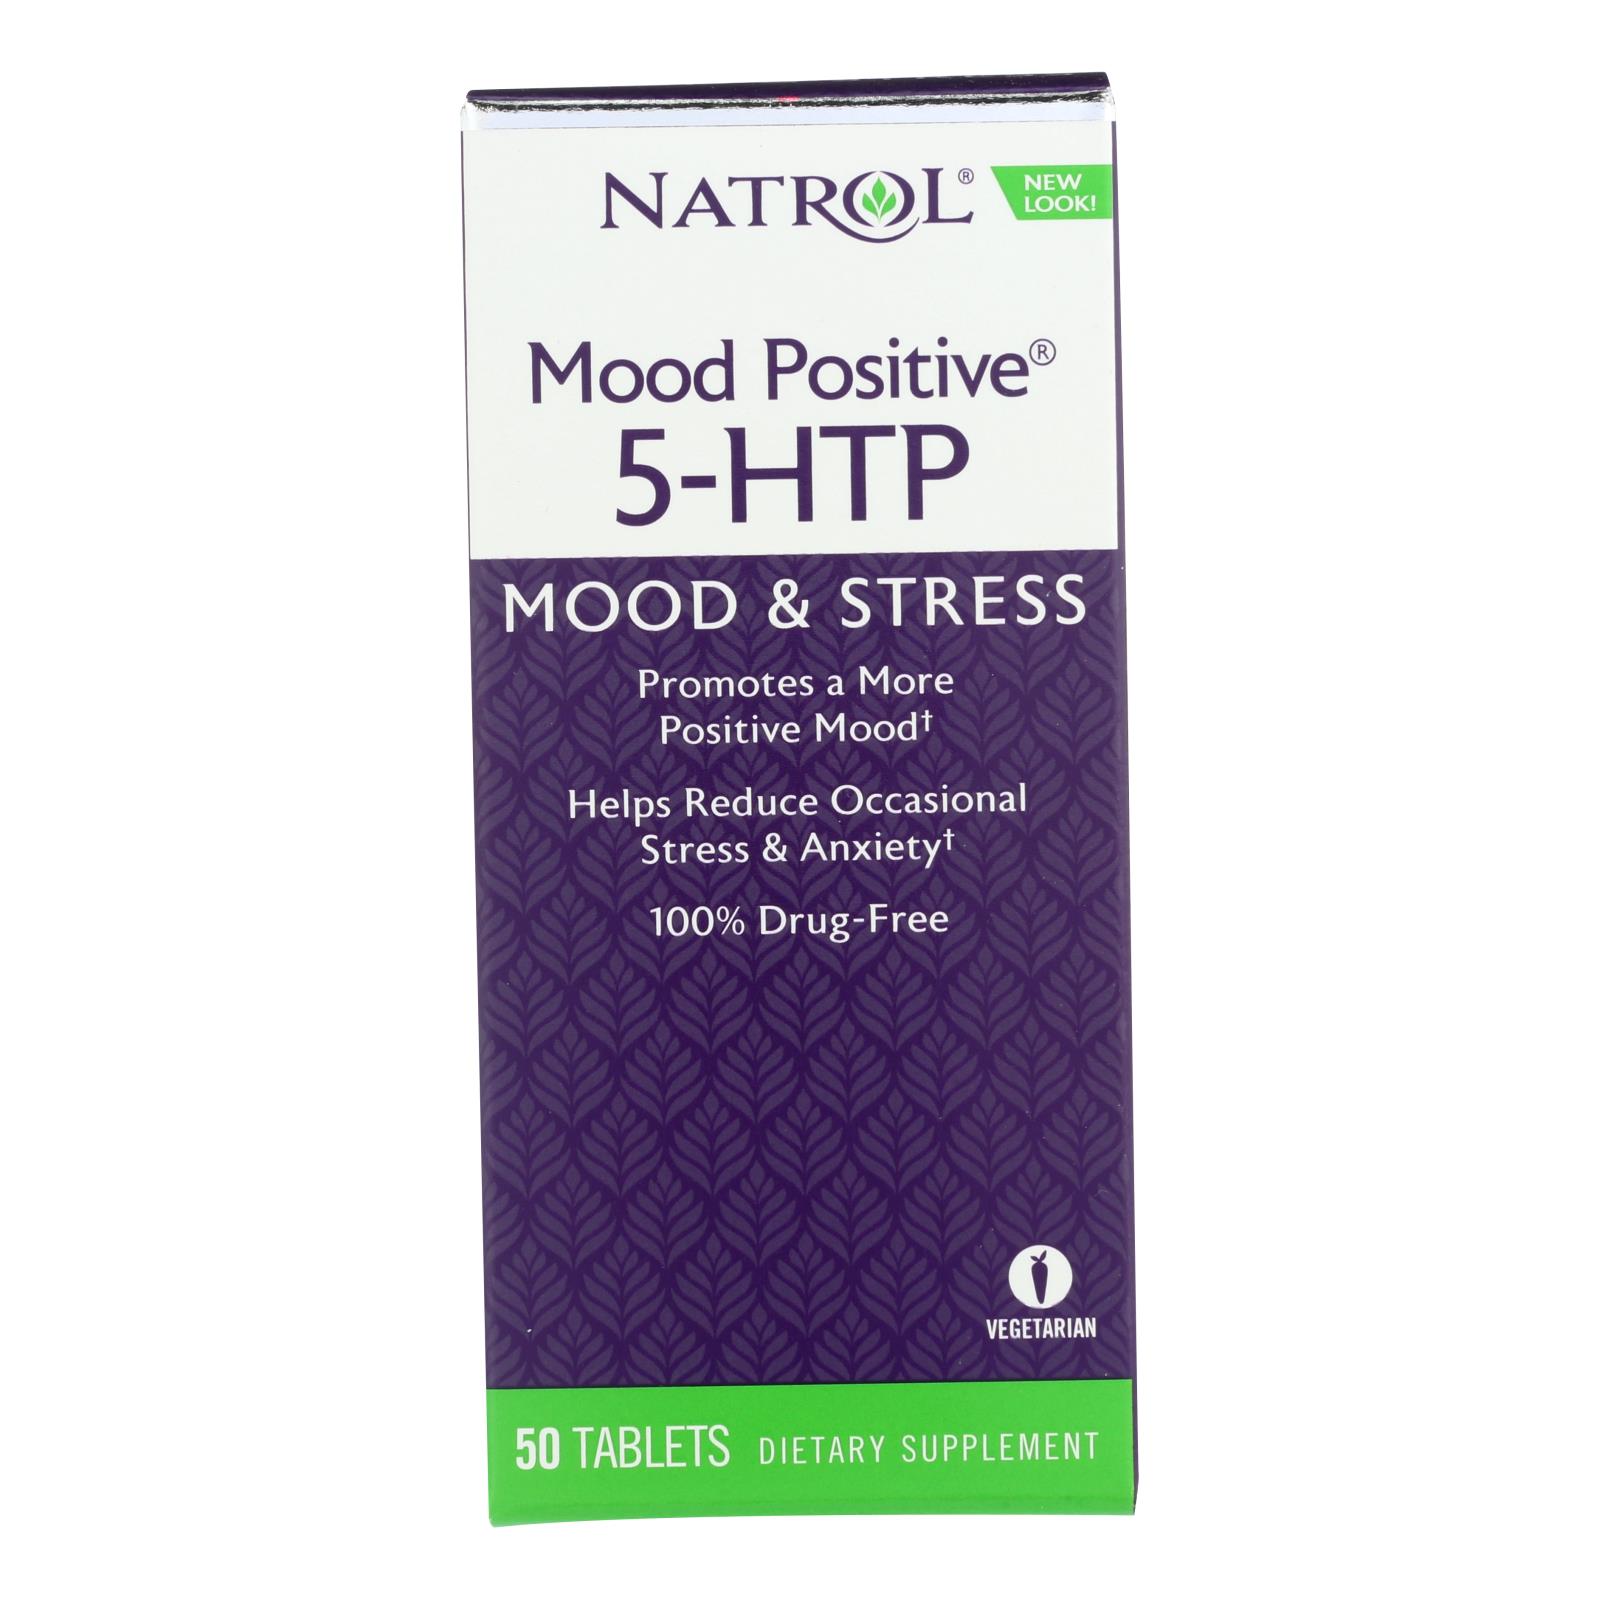 NATROL®
NEW
LOOK!
Mood Positive®
5-HTP
MOOD & STRESS
Promotes a More
Positive Mood†
Helps Reduce Occasional
Stress & Anxiety†
100% Drug-Free
VEGETARIAN
50 TABLETS DIETARY SUPPLEMENT